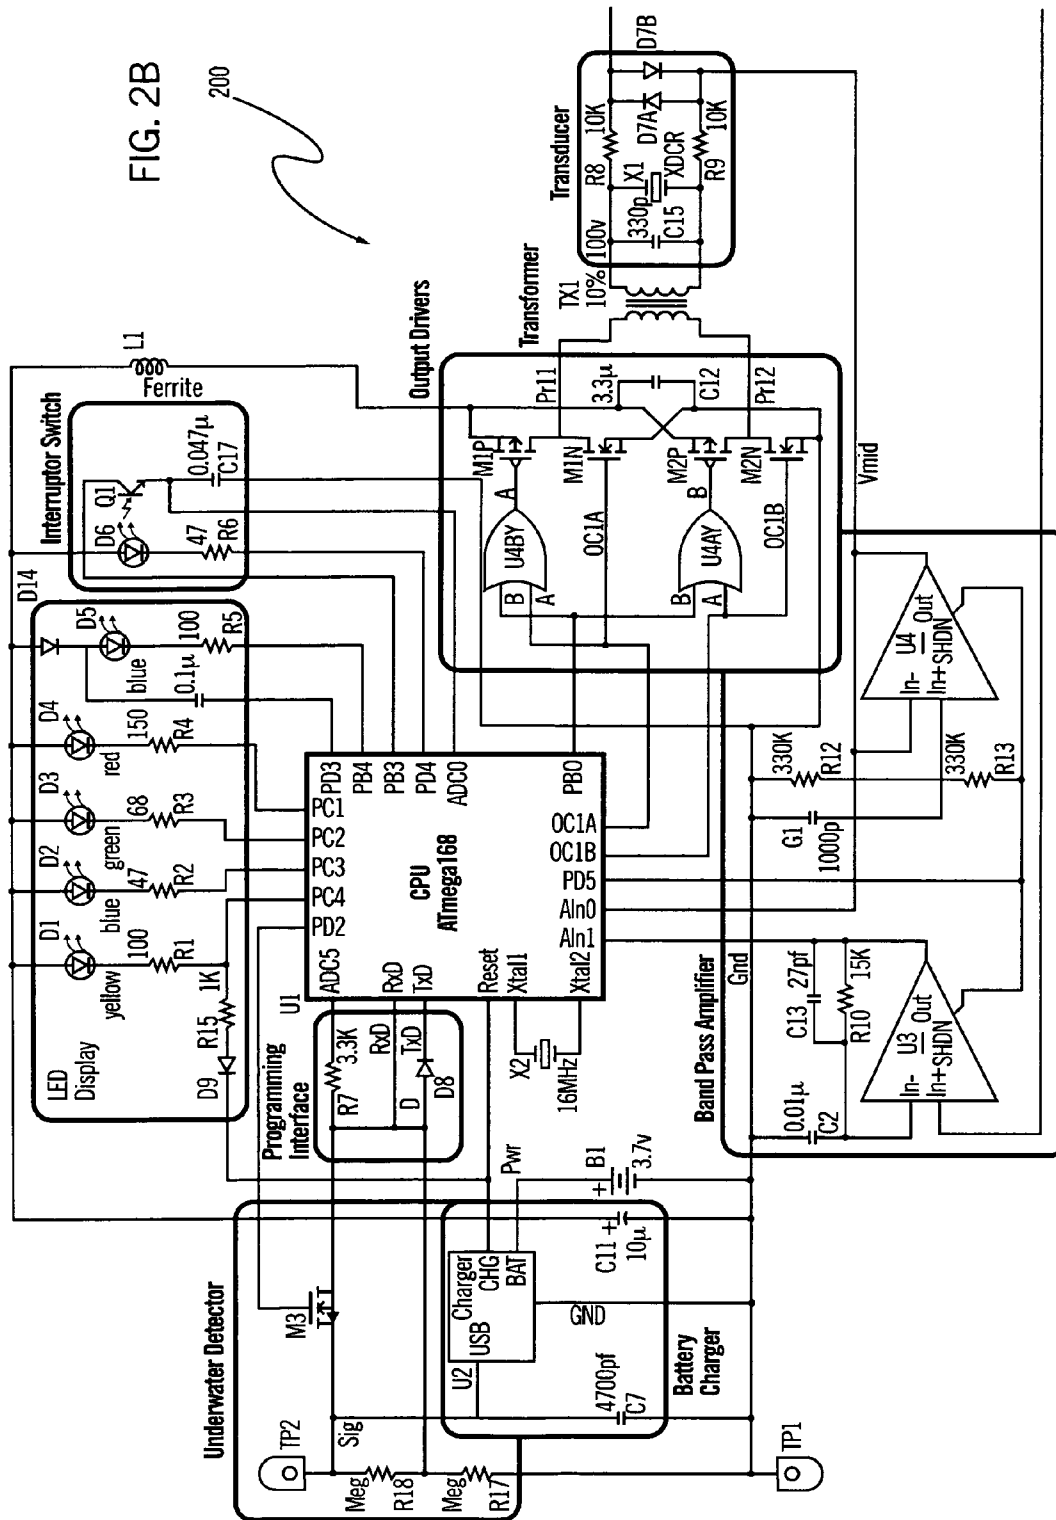 FIG. 2B
200
Underwater Detector
TP2
Sig
Meg
R18
Meg
R17
TP1
M3
U2
USB
Charger
CHG
BAT
GND
4700pf
C7
Battery
Charger
C11
+
10µ
Pwr
B1
+
3.7v
LED
Display
D9
R15
1K
D1
yellow
100
R1
D2
blue
47
R2
D3
green
68
R3
D4
red
150
R4
D14
D5
blue
100
R5
0.1µ
Interruptor Switch
D6
47
R6
Q1
0.047µ
C17
L1
Ferrite
Programming
Interface
R7
3.3K
RxD
D
TxD
D8
X2
16MHz
U1
CPU
ATmega168
ADC5
RxD
TxD
Reset
Xtal1
Xtal2
PD2
PC4
PC3
PC2
PC1
PD3
PB4
PB3
PD4
ADC0
PB0
OC1A
OC1B
PD5
AIn0
AIn1
Output Drivers
U4BY
B
A
A
M1P
M1N
OC1A
U4AY
B
A
B
M2P
M2N
OC1B
Pr11
3.3µ
C12
Pr12
Transformer
TX1
10%
100v
Transducer
330p
C15
X1
XDCR
R8
10K
R9
10K
D7A
D7B
Vmid
Band Pass Amplifier
Gnd
0.01µ
C2
C13
27pf
R10
15K
In-
In+
U3
SHDN
Out
G1
1000p
330K
R12
330K
R13
In-
In+
U4
SHDN
Out